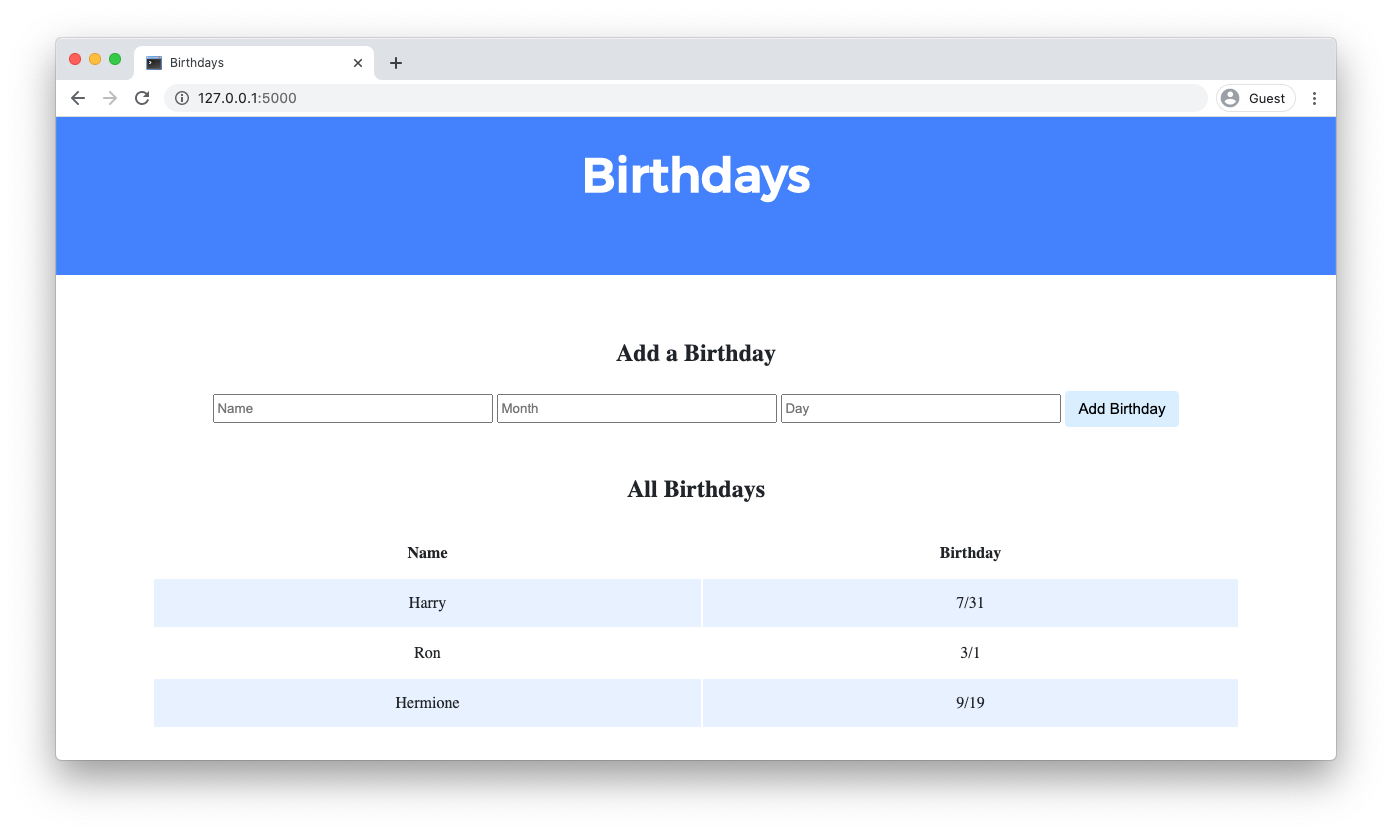 Birthdays
127.0.0.1:5000
Guest
Birthdays
Add a Birthday
Name Month Day Add Birthday
All Birthdays
Name Birthday
Harry 7/31
Ron 3/1
Hermione 9/19